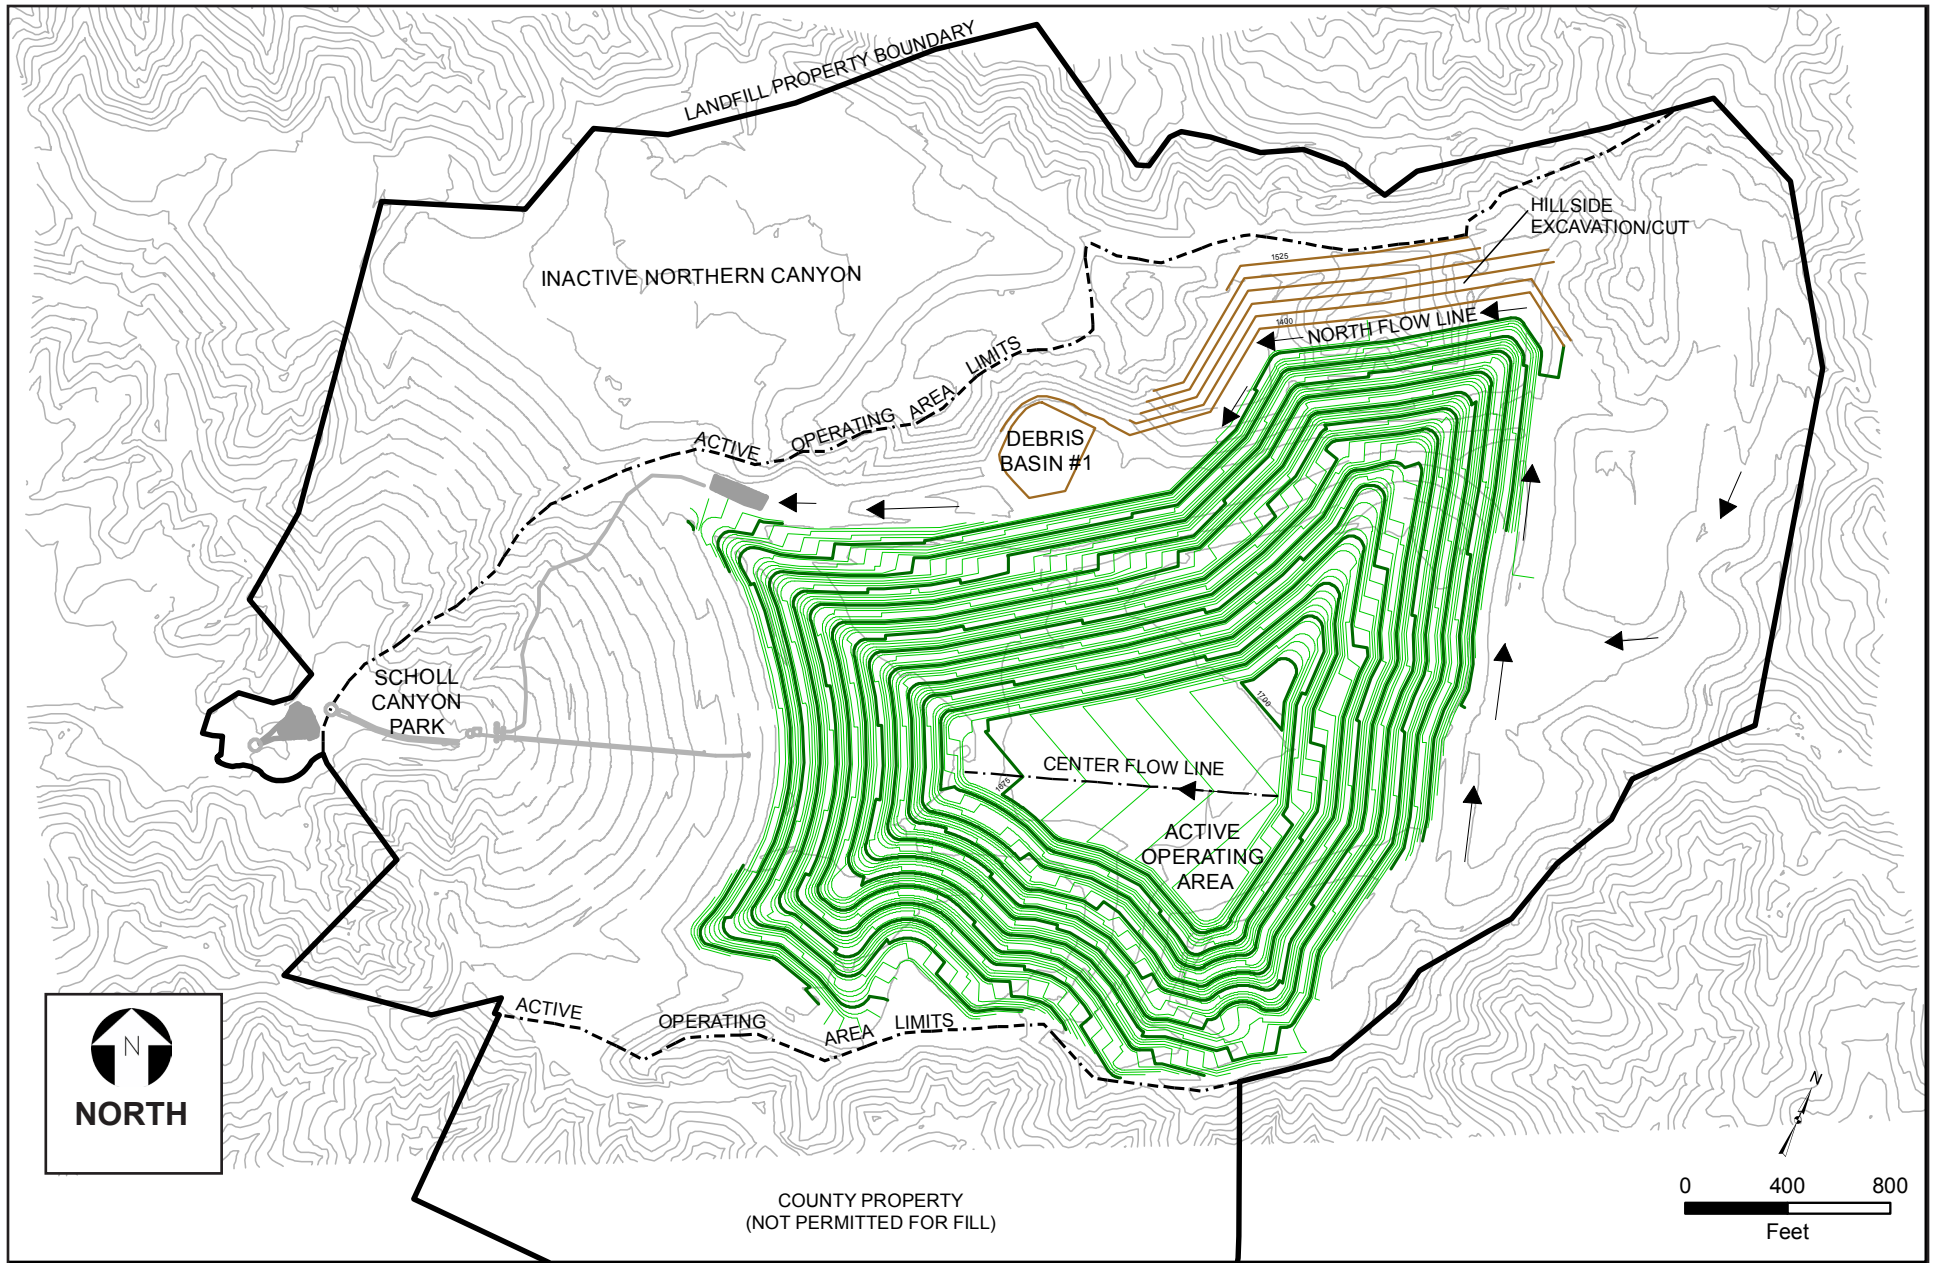 LANDFILL PROPERTY BOUNDARY
HILLSIDE
EXCAVATION/CUT
1525
INACTIVE NORTHERN CANYON
1400
NORTH FLOW LINE
ACTIVE OPERATING AREA LIMITS
DEBRIS
BASIN #1
SCHOLL
CANYON
PARK
1700
CENTER FLOW LINE
1675
ACTIVE
OPERATING
AREA
ACTIVE OPERATING AREA LIMITS
N
NORTH
N
COUNTY PROPERTY
(NOT PERMITTED FOR FILL)
0 400 800
Feet